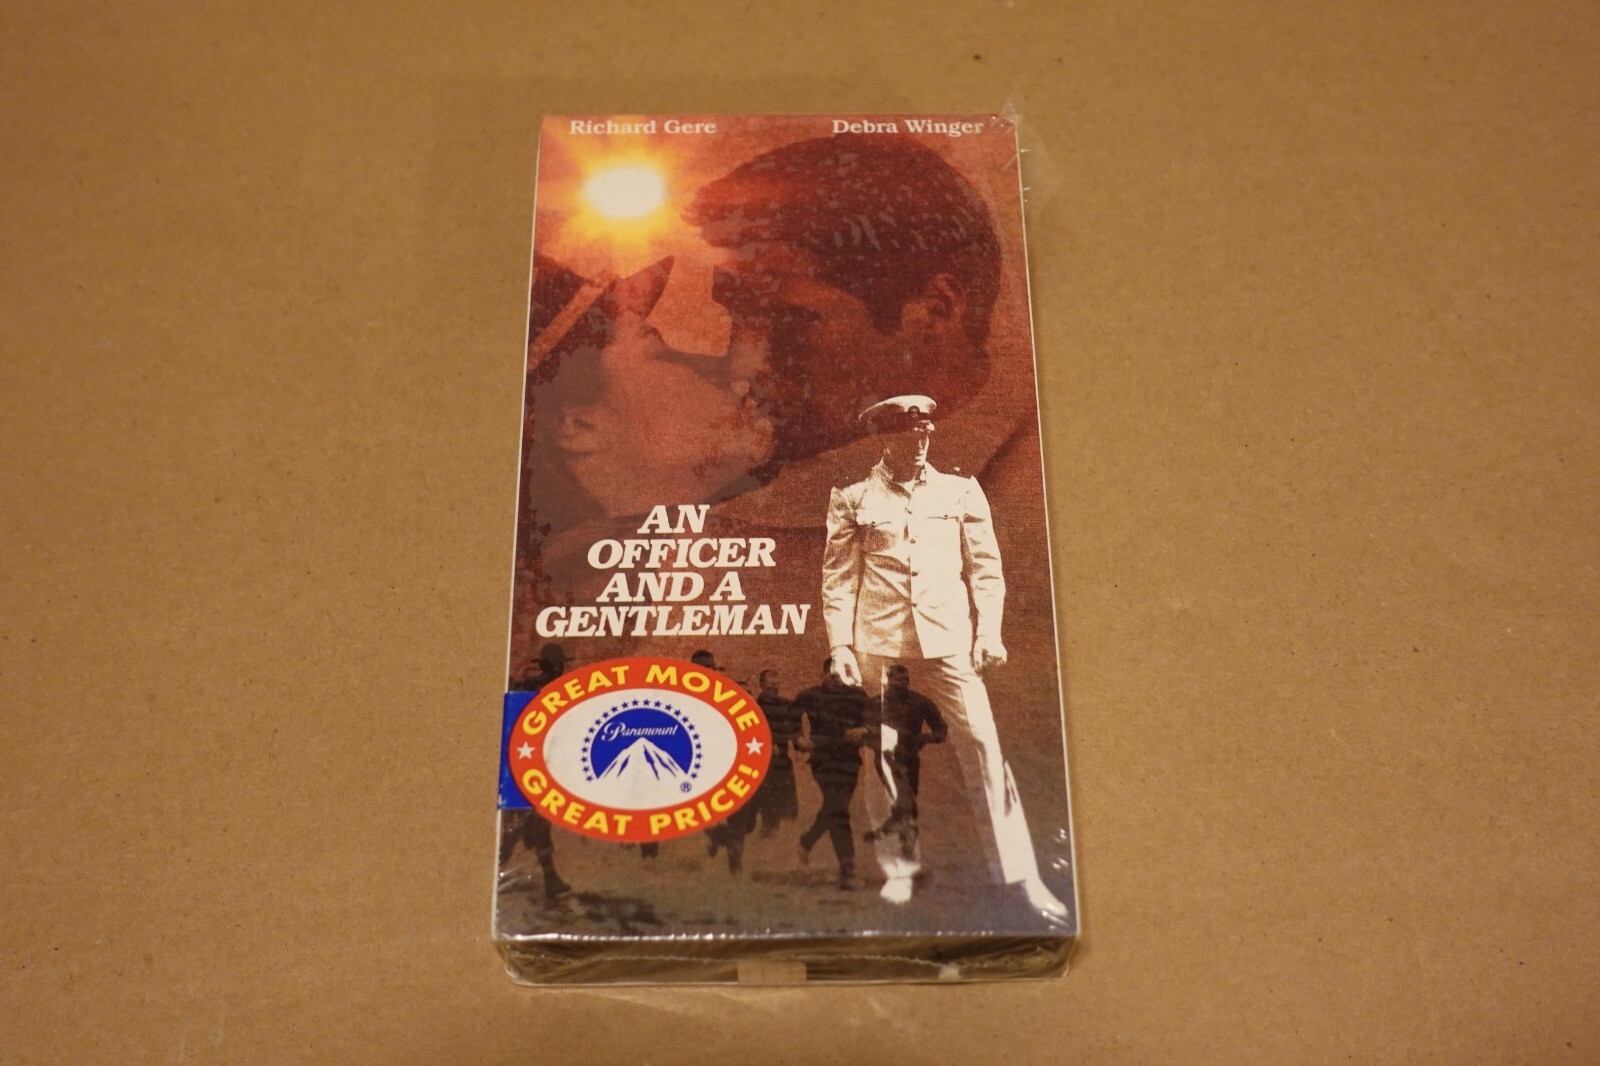 Richard Gere
Debra Winger
AN
OFFICER
AND A
GENTLEMAN
GREAT MOVIE
Paramount
®
GREAT PRICE!